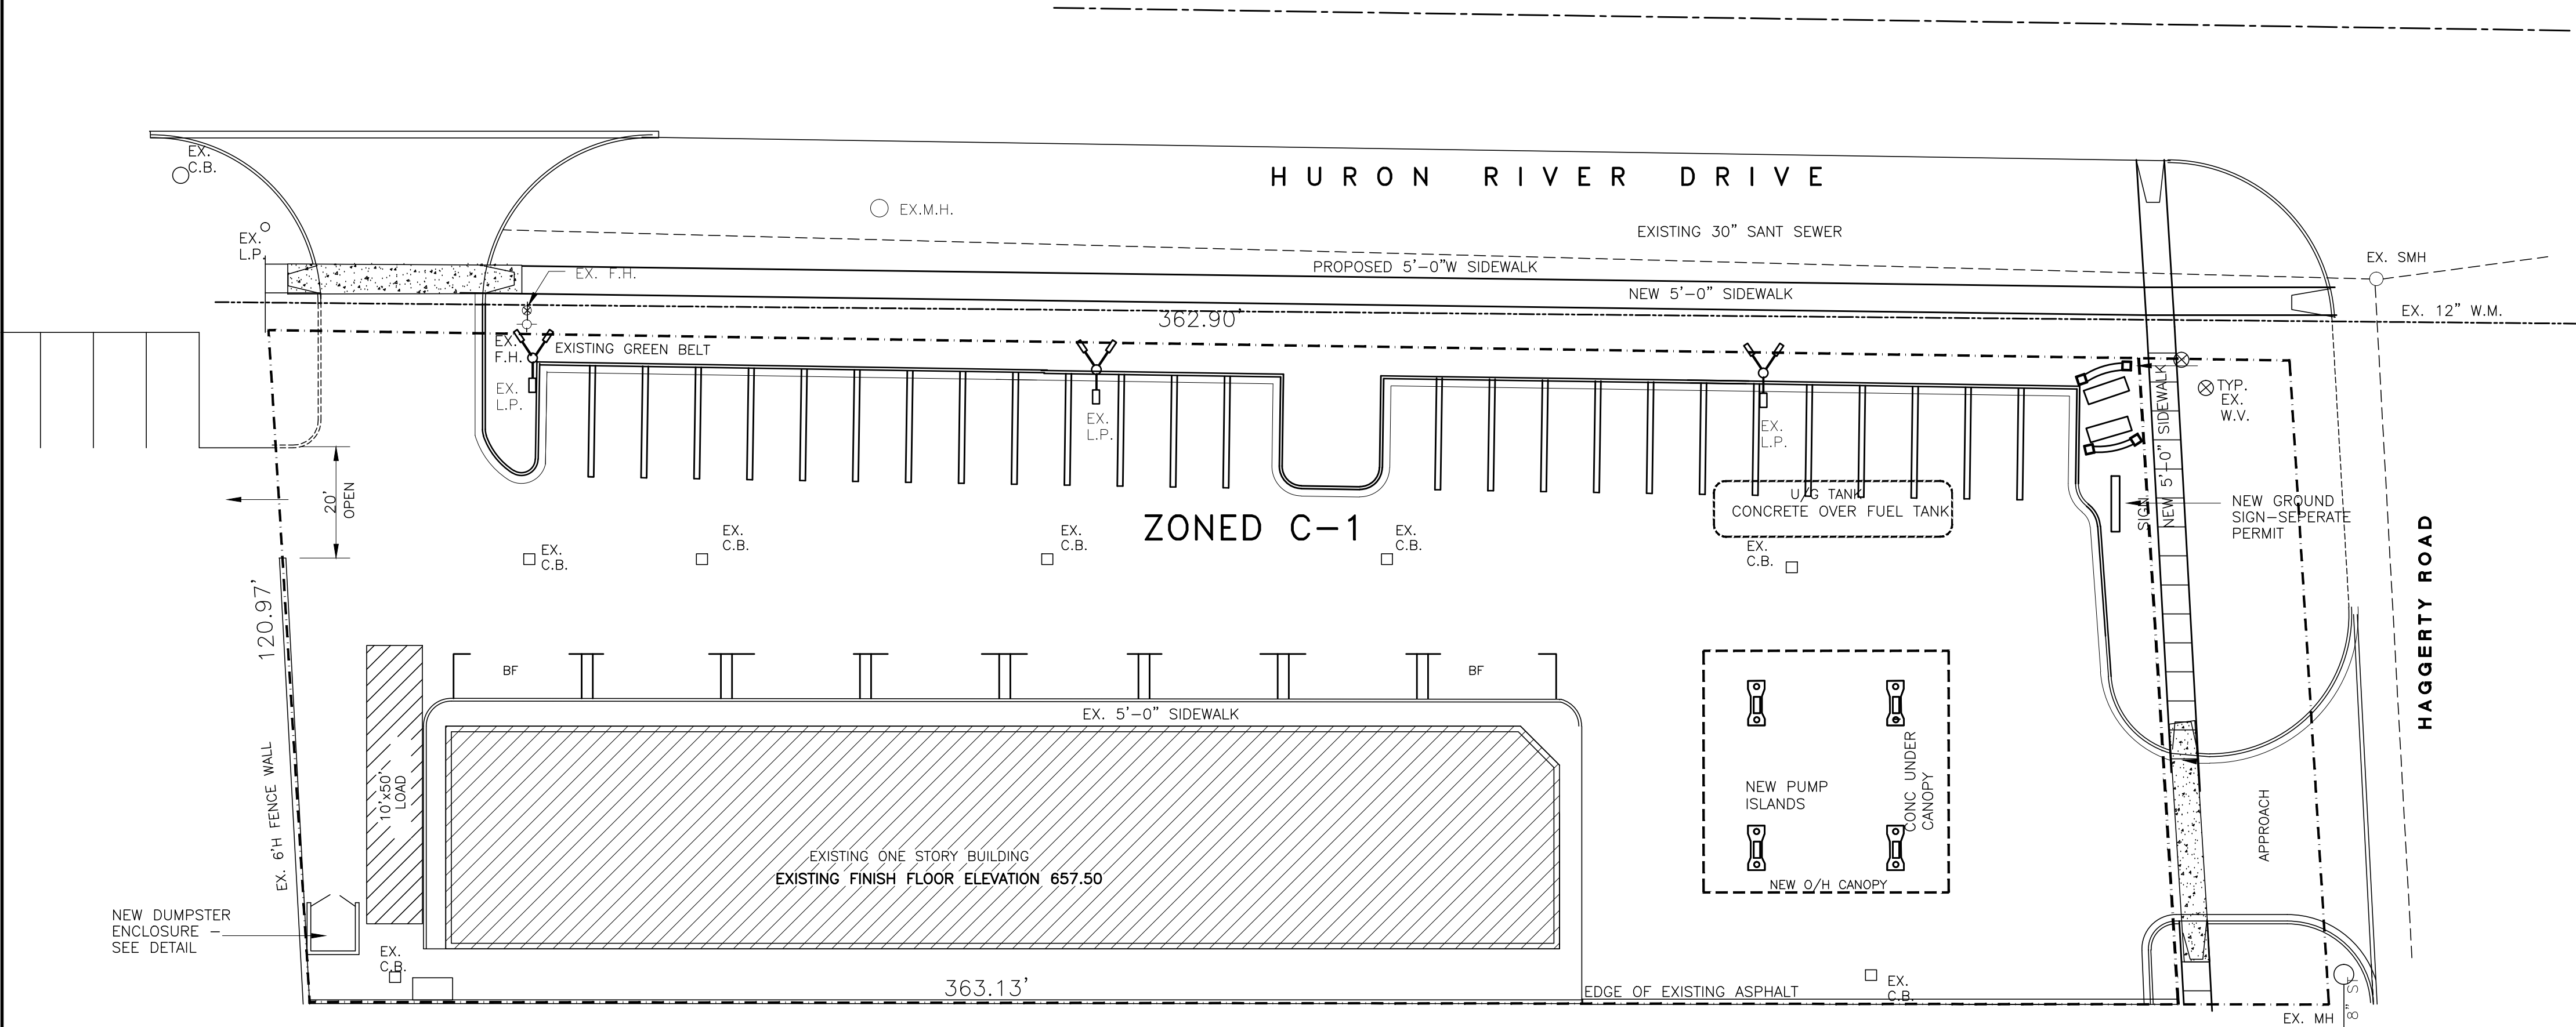 EX.
C.B.
HURON RIVER DRIVE
EX.M.H.
EX.
L.P.
EXISTING 30" SANT SEWER
EX. SMH
PROPOSED 5'-0"W SIDEWALK
EX. F.H.
NEW 5'-0" SIDEWALK
EX. 12" W.M.
362.90'
EX.
F.H.
EXISTING GREEN BELT
EX.
L.P.
EX.
L.P.
EX.
L.P.
TYP.
EX.
W.V.
NEW 5'-0" SIDEWALK
SIGN
20'
OPEN
U/G TANK
CONCRETE OVER FUEL TANK
NEW GROUND
SIGN-SEPERATE
PERMIT
ZONED C-1
EX.
C.B.
EX.
C.B.
EX.
C.B.
EX.
C.B.
EX.
C.B.
HAGGERTY ROAD
120.97'
BF
BF
EX. 5'-0" SIDEWALK
EX. 6'H FENCE WALL
10'x50'
LOAD
NEW PUMP
ISLANDS
CONC UNDER
CANOPY
APPROACH
EXISTING ONE STORY BUILDING
EXISTING FINISH FLOOR ELEVATION 657.50
NEW O/H CANOPY
NEW DUMPSTER
ENCLOSURE -
SEE DETAIL
EX.
C.B.
363.13'
EDGE OF EXISTING ASPHALT
EX.
C.B.
EX. MH
8" ST